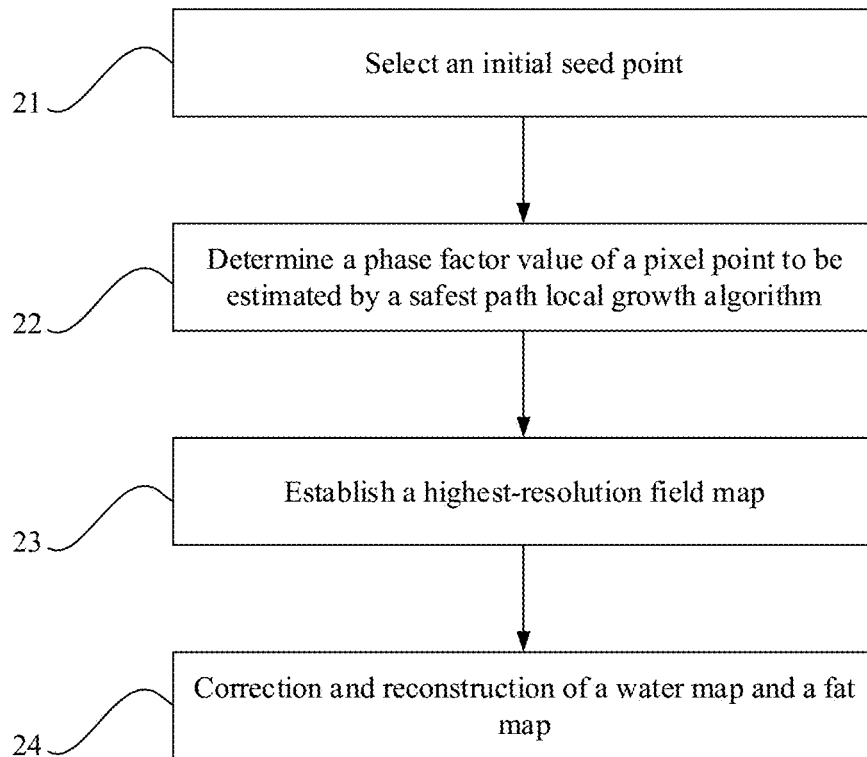 Select an initial seed point
21
Determine a phase factor value of a pixel point to be
estimated by a safest path local growth algorithm
22
Establish a highest-resolution field map
23
Correction and reconstruction of a water map and a fat
map
24